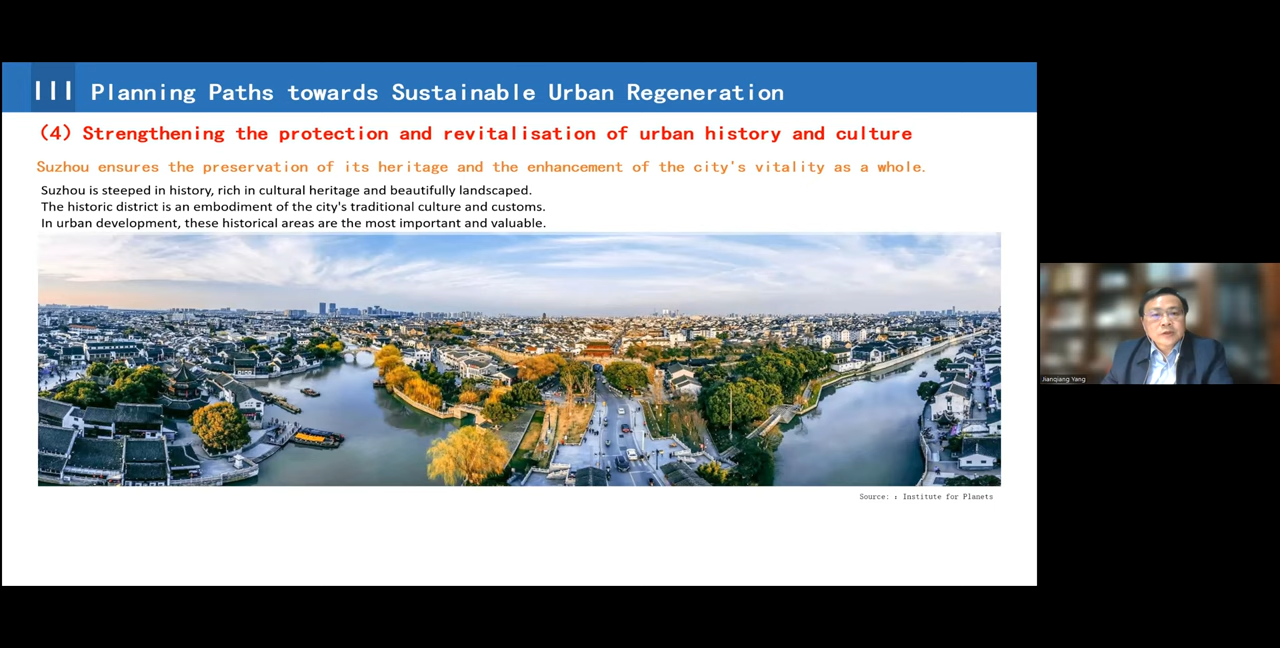 III Planning Paths towards Sustainable Urban Regeneration
(4) Strengthening the protection and revitalisation of urban history and culture
Suzhou ensures the preservation of its heritage and the enhancement of the city's vitality as a whole.
Suzhou is steeped in history, rich in cultural heritage and beautifully landscaped.
The historic district is an embodiment of the city's traditional culture and customs.
In urban development, these historical areas are the most important and valuable.
Source: : Institute for Planets
Jianqiang Yang